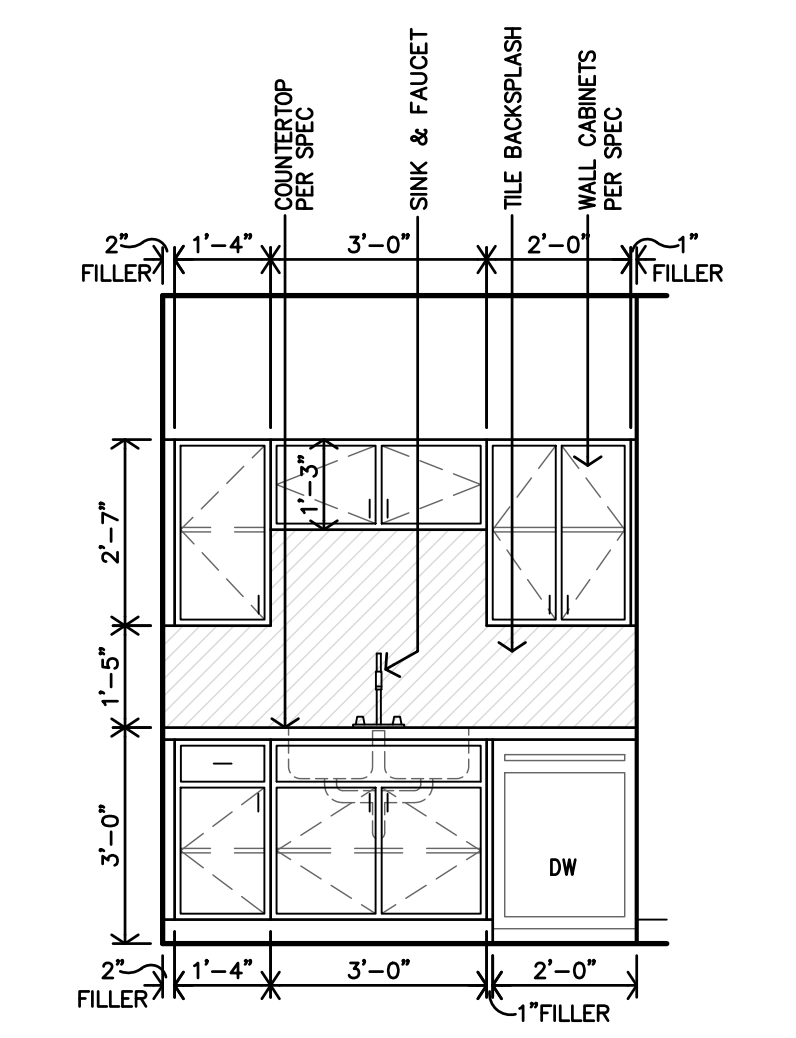 COUNTERTOP
PER SPEC
SINK & FAUCET
TILE BACKSPLASH
WALL CABINETS
PER SPEC
2"
FILLER
1'-4"
3'-0"
2'-0"
1"
FILLER
1'-3"
2'-7"
1'-5"
3'-0"
DW
2"
FILLER
1'-4"
3'-0"
2'-0"
1"FILLER